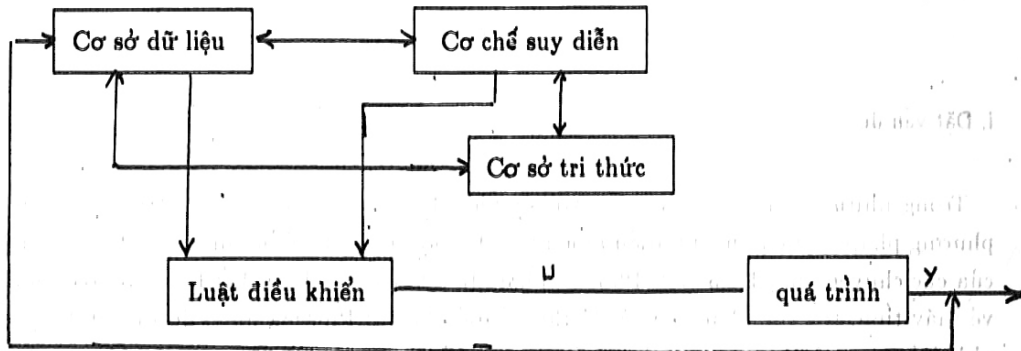 Cơ sở dữ liệu
Cơ chế suy diễn
Cơ sở tri thức
Luật điều khiển
u
quá trình
y